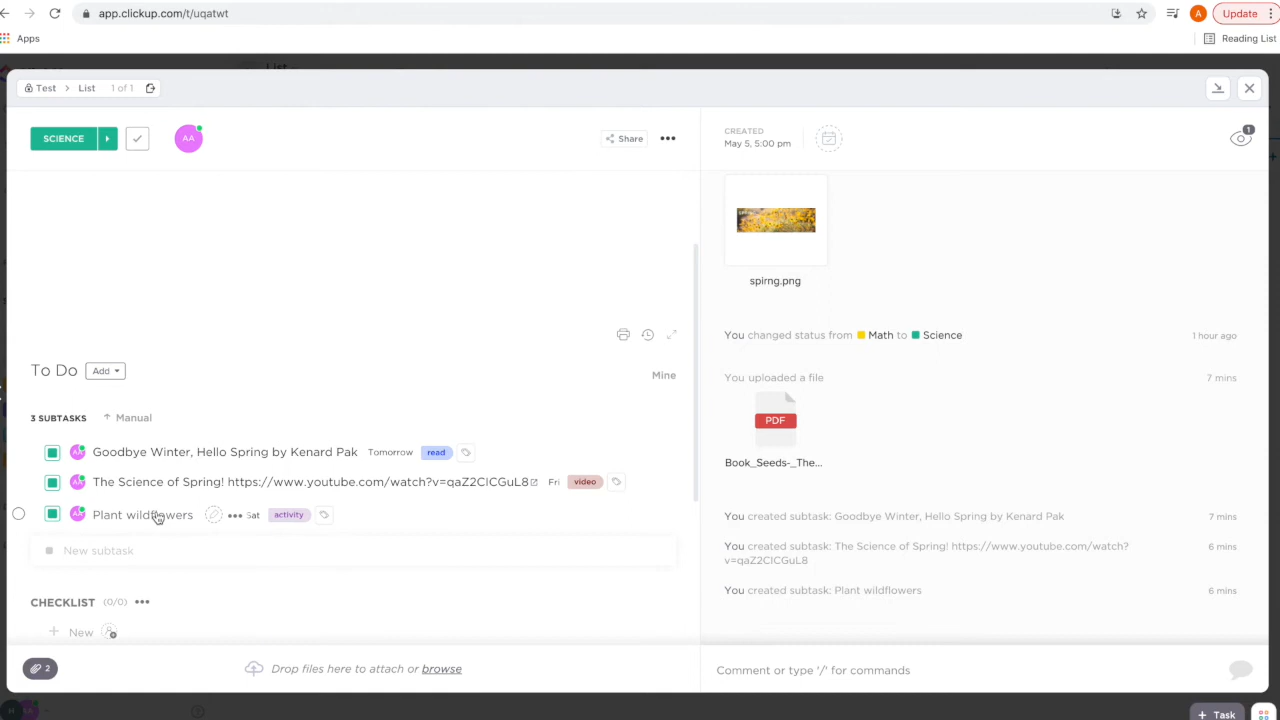 app.clickup.com/t/uqatwt
A
Update
Apps
Reading List
List
Test > List 1 of 1
SCIENCE
AA
Share
CREATED
May 5, 5:00 pm
1
spirng.png
You changed status from Math to Science
1 hour ago
You uploaded a file
7 mins
PDF
Book_Seeds-_The...
To Do
Add
Mine
3 SUBTASKS
Manual
AA Goodbye Winter, Hello Spring by Kenard Pak Tomorrow read
AA The Science of Spring! https://www.youtube.com/watch?v=qaZ2ClCGuL8 Fri video
AA Plant wildflowers Sat activity
New subtask
You created subtask: Goodbye Winter, Hello Spring by Kenard Pak
7 mins
You created subtask: The Science of Spring! https://www.youtube.com/watch?
v=qaZ2ClCGuL8
6 mins
You created subtask: Plant wildflowers
6 mins
CHECKLIST (0/0)
+ New
2
Drop files here to attach or browse
Comment or type '/' for commands
+ Task